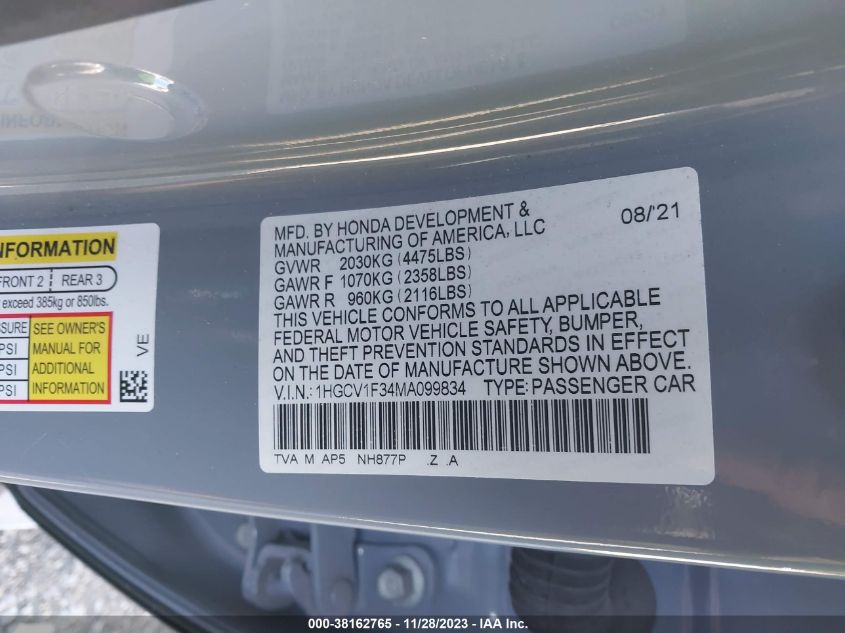 MFD. BY HONDA DEVELOPMENT &
MANUFACTURING OF AMERICA, LLC
08/'21
GVWR 2030KG (4475LBS)
GAWR F 1070KG (2358LBS)
GAWR R 960KG (2116LBS)
THIS VEHICLE CONFORMS TO ALL APPLICABLE
FEDERAL MOTOR VEHICLE SAFETY, BUMPER,
AND THEFT PREVENTION STANDARDS IN EFFECT
ON THE DATE OF MANUFACTURE SHOWN ABOVE.
V.I.N.: 1HGCV1F34MA099834 TYPE: PASSENGER CAR
TVA M AP5 NH877P .Z .A
INFORMATION
FRONT 2 REAR 3
exceed 385kg or 850lbs.
SEE OWNER'S
PSI MANUAL FOR
PSI ADDITIONAL
PSI INFORMATION
VE
000-38162765 | 11/28/2023 | IAA Inc.